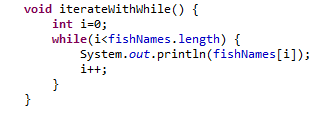 void iterateWithWhile() {
    int i=0;
    while(i<fishNames.length) {
        System.out.println(fishNames[i]);
        i++;
    }
}